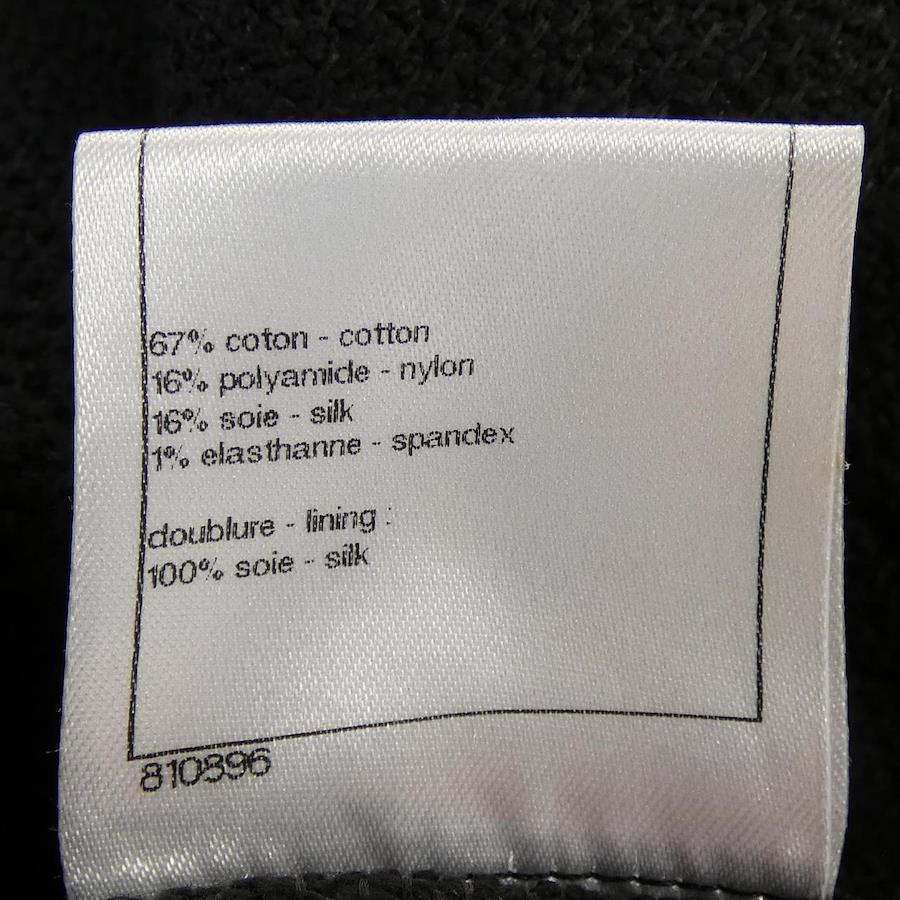 67% coton - cotton
16% polyamide - nylon
16% soie - silk
1% elasthanne - spandex
doublure - lining :
100% soie - silk
810896